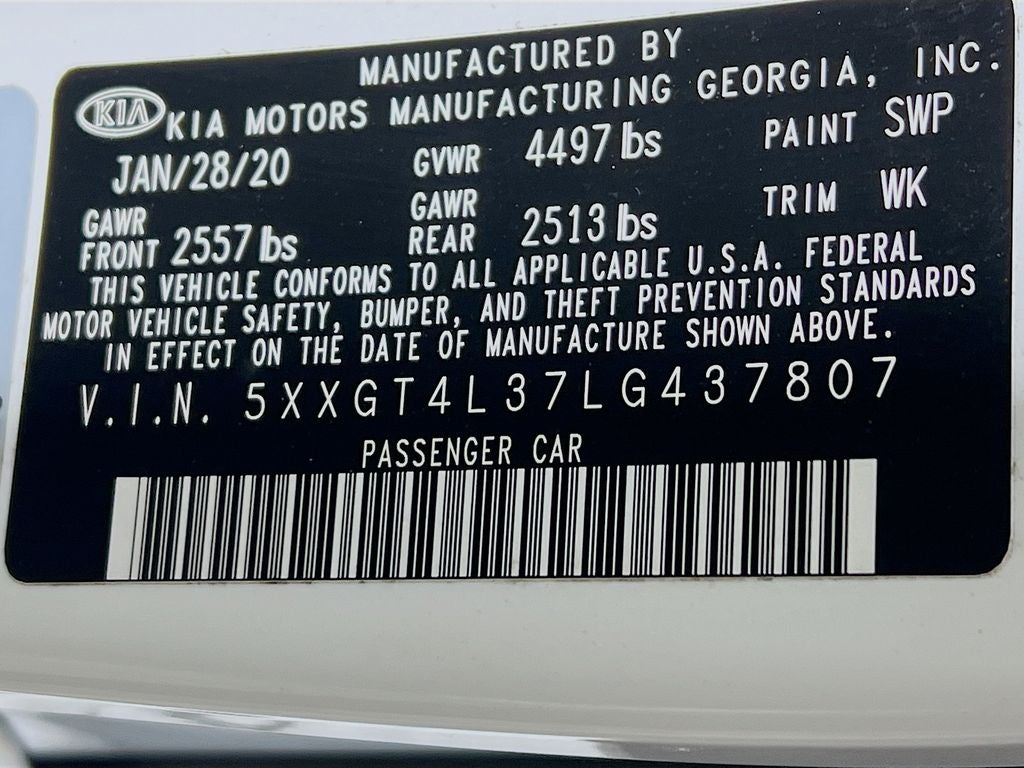 MANUFACTURED BY
KIA KIA MOTORS MANUFACTURING GEORGIA, INC.
JAN/28/20 GVWR 4497 lbs PAINT SWP
GAWR FRONT 2557 lbs GAWR REAR 2513 lbs TRIM WK
THIS VEHICLE CONFORMS TO ALL APPLICABLE U.S.A. FEDERAL
MOTOR VEHICLE SAFETY, BUMPER, AND THEFT PREVENTION STANDARDS
IN EFFECT ON THE DATE OF MANUFACTURE SHOWN ABOVE.
V.I.N. 5XXGT4L37LG437807
PASSENGER CAR